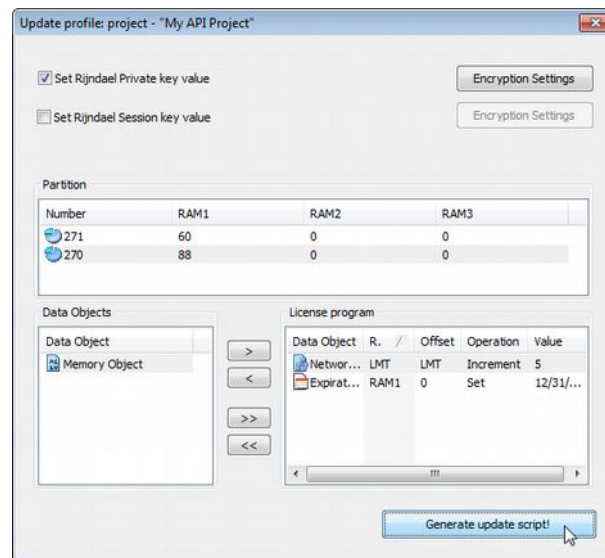 Update profile: project - "My API Project"
Set Rijndael Private key value
Encryption Settings
Set Rijndael Session key value
Encryption Settings
Partition
Number RAM1 RAM2 RAM3
271 60 0 0
270 88 0 0
Data Objects
Data Object
Memory Object
>
<
>>
<<
License program
Data Object R. Offset Operation Value
Networ... LMT LMT Increment 5
Expirat... RAM1 0 Set 12/31/...
Generate update script!